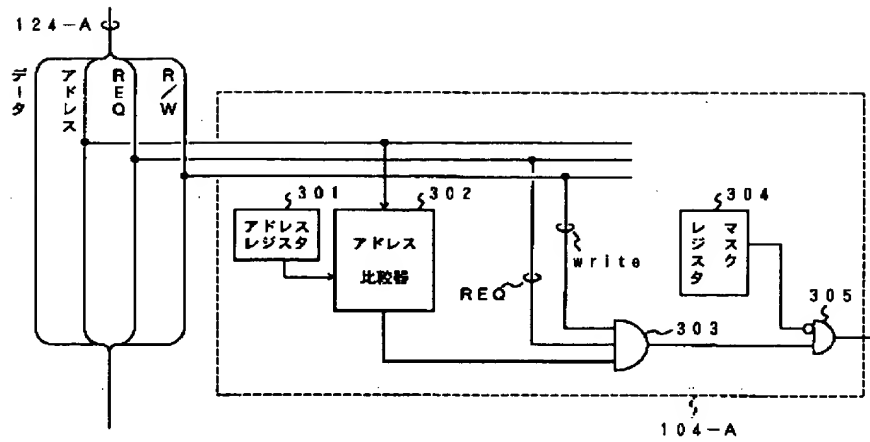 124-A
データ
アドレス
REQ
R/W
301
302
304
アドレス
レジスタ
アドレス
比較器
マスク
レジスタ
write
REQ
303
305
104-A